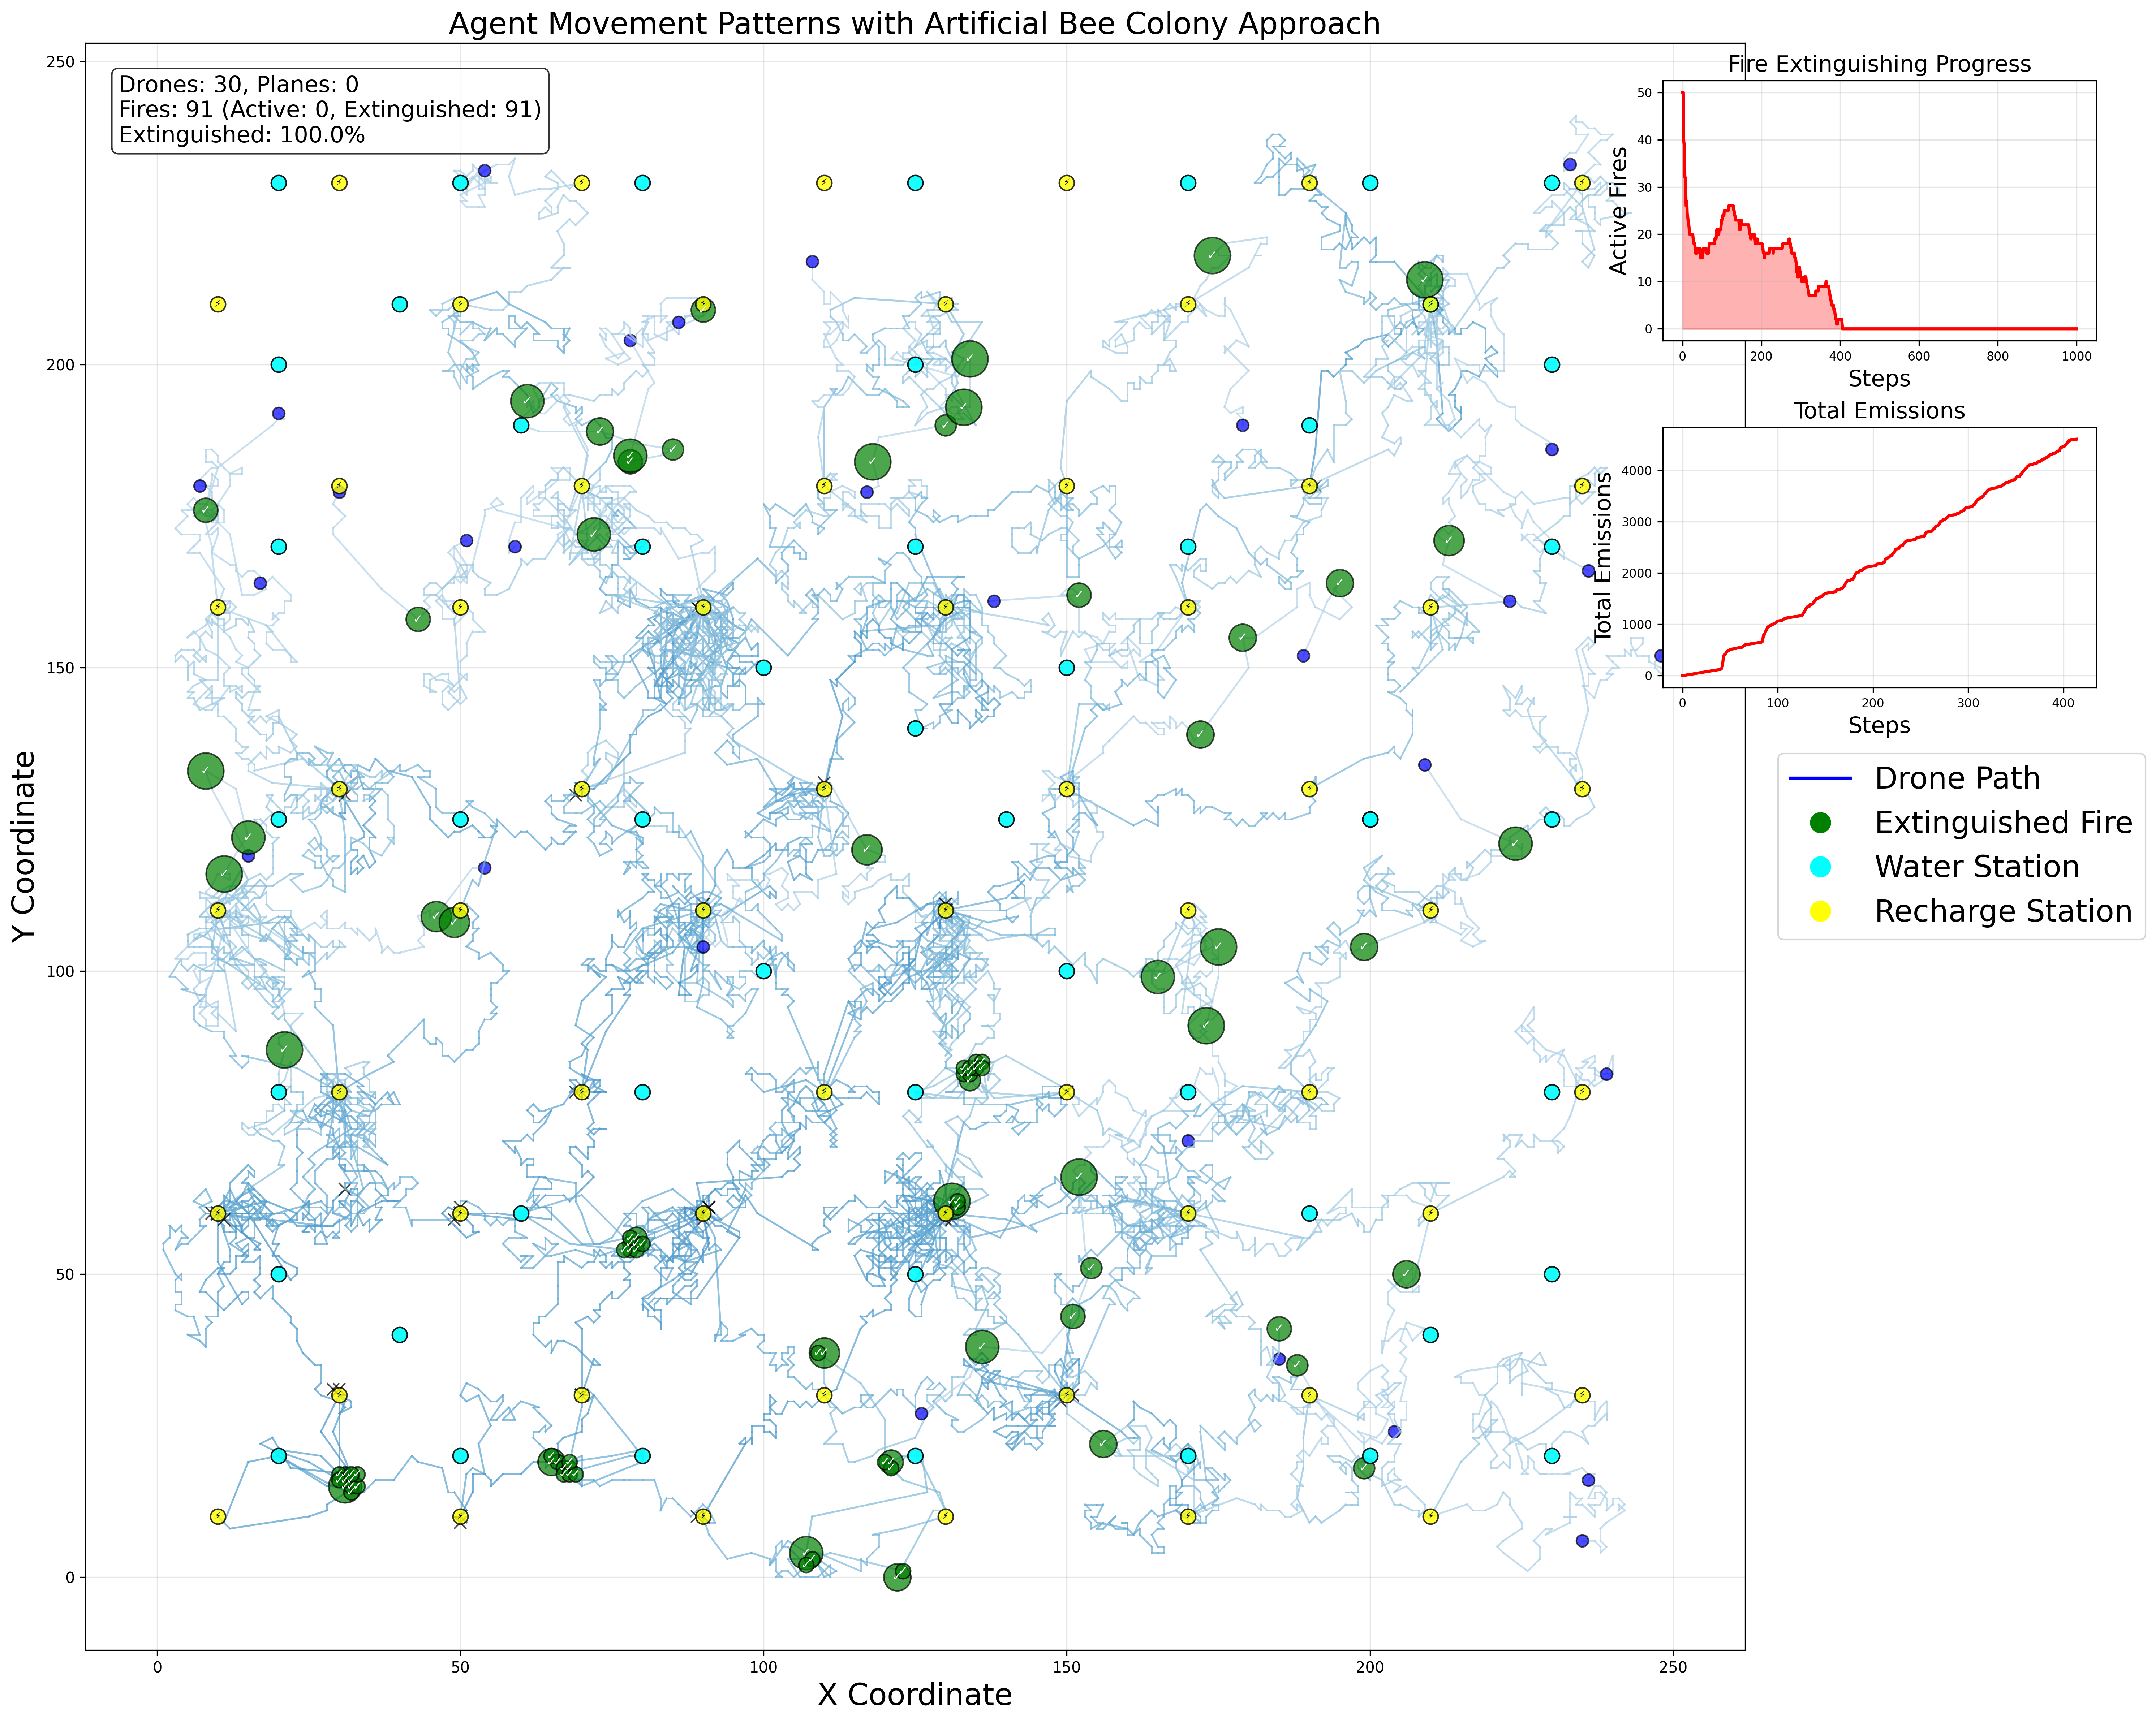 Agent Movement Patterns with Artificial Bee Colony Approach
Drones: 30, Planes: 0
Fires: 91 (Active: 0, Extinguished: 91)
Extinguished: 100.0%
Y Coordinate
250
200
150
100
50
0
0
50
100
150
200
250
X Coordinate
Fire Extinguishing Progress
Active Fires
50
40
30
20
10
0
0
200
400
600
800
1000
Steps
Total Emissions
Total Emissions
4000
3000
2000
1000
0
0
100
200
300
400
Steps
Drone Path
Extinguished Fire
Water Station
Recharge Station